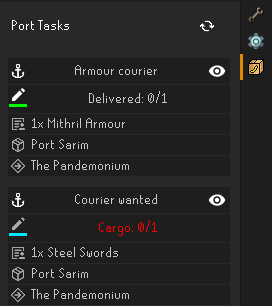 Port Tasks
Armour courier
Delivered: 0/1
1x Mithril Armour
Port Sarim
The Pandemonium
Courier wanted
Cargo: 0/1
1x Steel Swords
Port Sarim
The Pandemonium